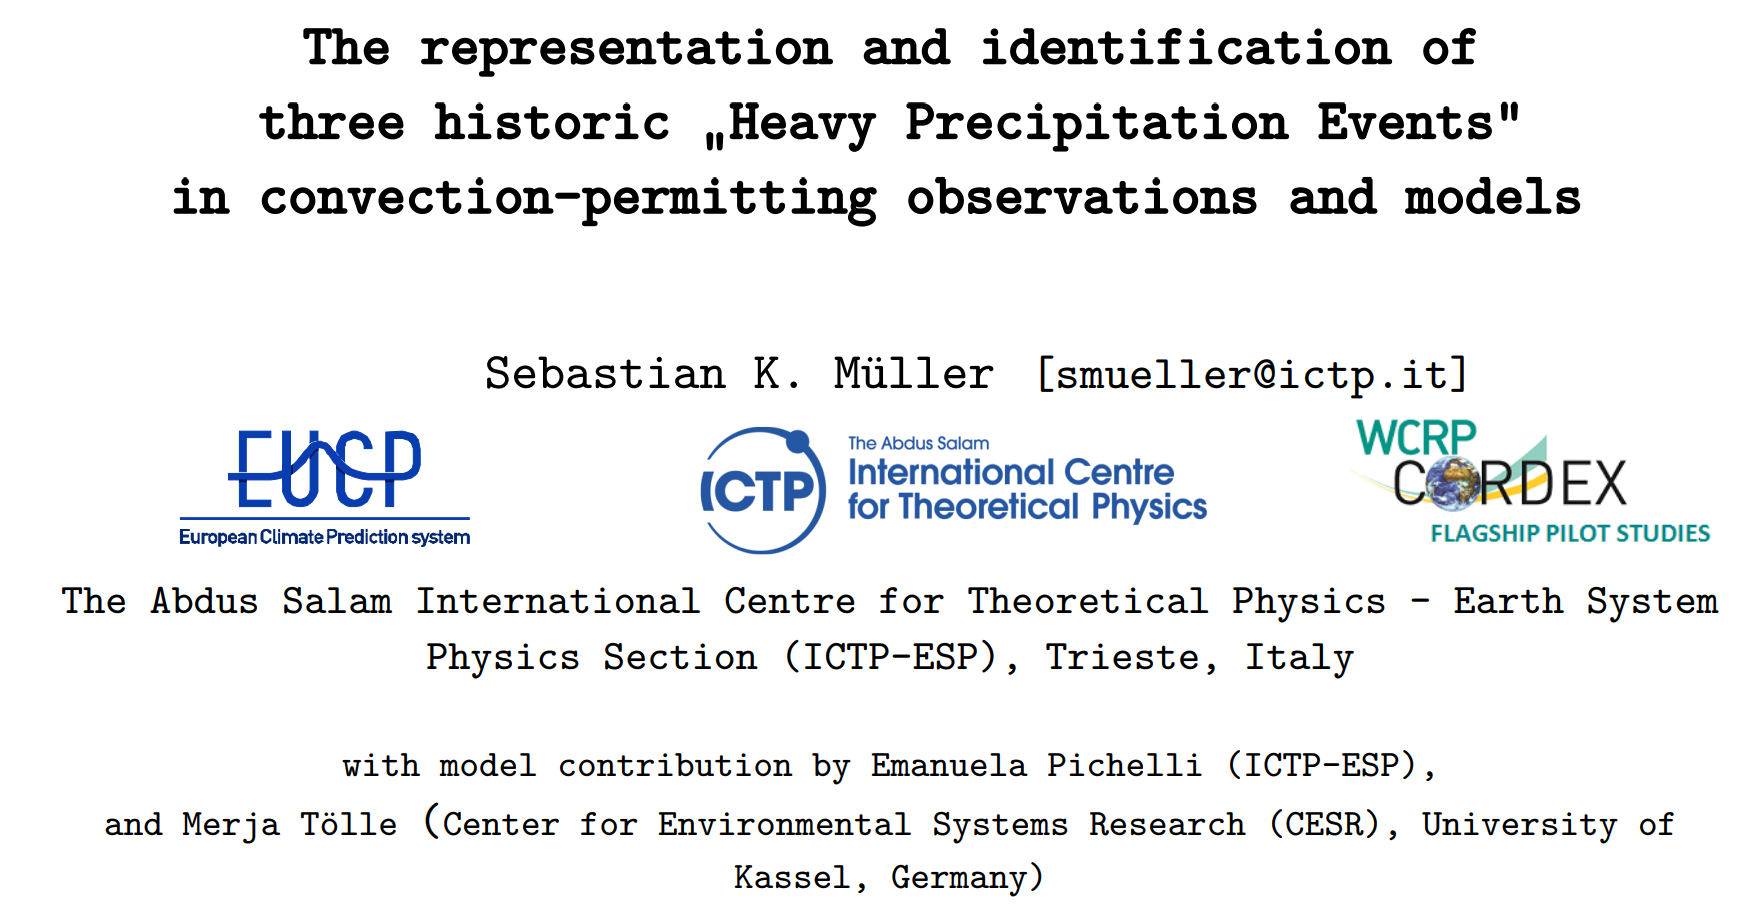 The representation and identification of
three historic „Heavy Precipitation Events"
in convection-permitting observations and models
Sebastian K. Müller [smueller@ictp.it]
EUCP
European Climate Prediction system
ICTP
The Abdus Salam
International Centre
for Theoretical Physics
WCRP
CORDEX
FLAGSHIP PILOT STUDIES
The Abdus Salam International Centre for Theoretical Physics - Earth System
Physics Section (ICTP-ESP), Trieste, Italy
with model contribution by Emanuela Pichelli (ICTP-ESP),
and Merja Tölle (Center for Environmental Systems Research (CESR), University of
Kassel, Germany)